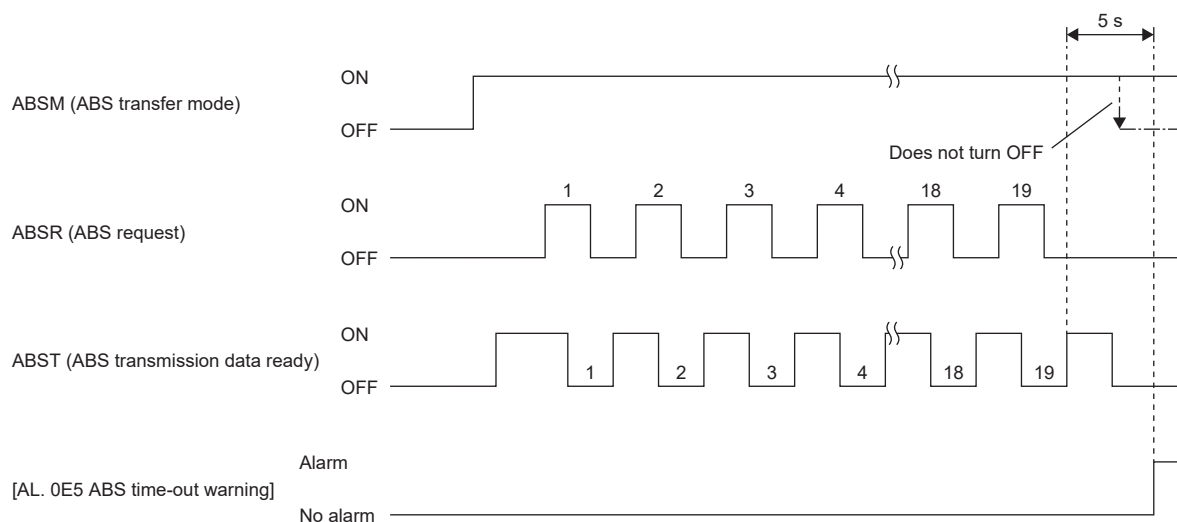 5 s
ON
ABSM (ABS transfer mode)
OFF
Does not turn OFF
1 2 3 4 18 19
ON
ABSR (ABS request)
OFF
ON
ABST (ABS transmission data ready)
OFF
1 2 3 4 18 19
Alarm
[AL. 0E5 ABS time-out warning]
No alarm